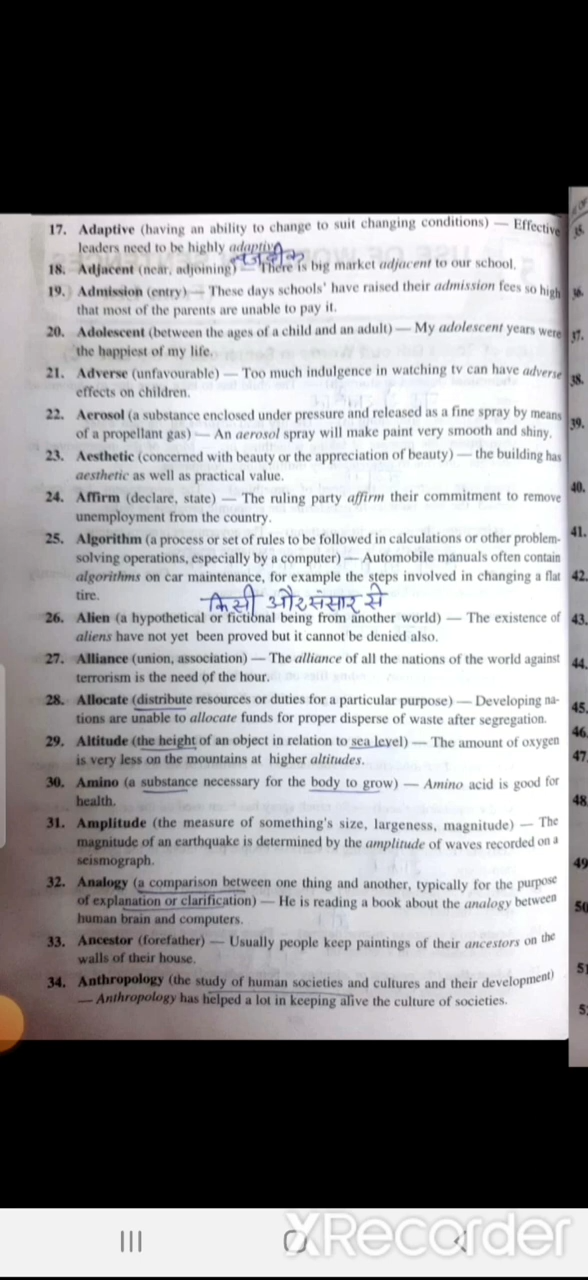 17. Adaptive (having an ability to change to suit changing conditions) — Effective
leaders need to be highly adaptive.
नजदीक
18. Adjacent (near, adjoining) — There is big market adjacent to our school.
19. Admission (entry) — These days schools' have raised their admission fees so high
that most of the parents are unable to pay it.
20. Adolescent (between the ages of a child and an adult) — My adolescent years were
the happiest of my life.
21. Adverse (unfavourable) — Too much indulgence in watching tv can have adverse
effects on children.
22. Aerosol (a substance enclosed under pressure and released as a fine spray by means
of a propellant gas) — An aerosol spray will make paint very smooth and shiny.
23. Aesthetic (concerned with beauty or the appreciation of beauty) — the building has
aesthetic as well as practical value.
24. Affirm (declare, state) — The ruling party affirm their commitment to remove
unemployment from the country.
25. Algorithm (a process or set of rules to be followed in calculations or other problem-
solving operations, especially by a computer) — Automobile manuals often contain
algorithms on car maintenance, for example the steps involved in changing a flat
tire.
किसी और संसार से
26. Alien (a hypothetical or fictional being from another world) — The existence of
aliens have not yet been proved but it cannot be denied also.
27. Alliance (union, association) — The alliance of all the nations of the world against
terrorism is the need of the hour.
28. Allocate (distribute resources or duties for a particular purpose) — Developing na-
tions are unable to allocate funds for proper disperse of waste after segregation.
29. Altitude (the height of an object in relation to sea level) — The amount of oxygen
is very less on the mountains at higher altitudes.
30. Amino (a substance necessary for the body to grow) — Amino acid is good for
health.
31. Amplitude (the measure of something's size, largeness, magnitude) — The
magnitude of an earthquake is determined by the amplitude of waves recorded on a
seismograph.
32. Analogy (a comparison between one thing and another, typically for the purpose
of explanation or clarification) — He is reading a book about the analogy between
human brain and computers.
33. Ancestor (forefather) — Usually people keep paintings of their ancestors on the
walls of their house.
34. Anthropology (the study of human societies and cultures and their development)
— Anthropology has helped a lot in keeping alive the culture of societies.
35.
36.
37.
38.
39.
40.
41.
42.
43.
44.
45.
46.
47
48
49
50
51
XRecorder